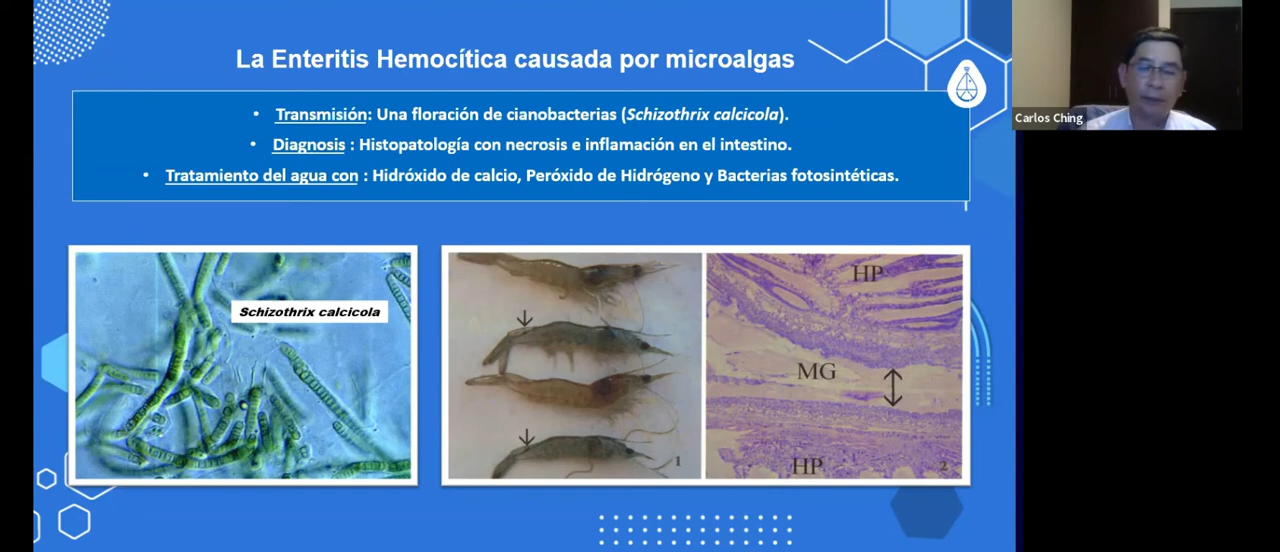 La Enteritis Hemocítica causada por microalgas
• Transmisión: Una floración de cianobacterias (Schizothrix calcicola).
• Diagnosis : Histopatología con necrosis e inflamación en el intestino.
• Tratamiento del agua con : Hidróxido de calcio, Peróxido de Hidrógeno y Bacterias fotosintéticas.
Carlos Ching
Schizothrix calcicola
1
HP
MG
HP
2